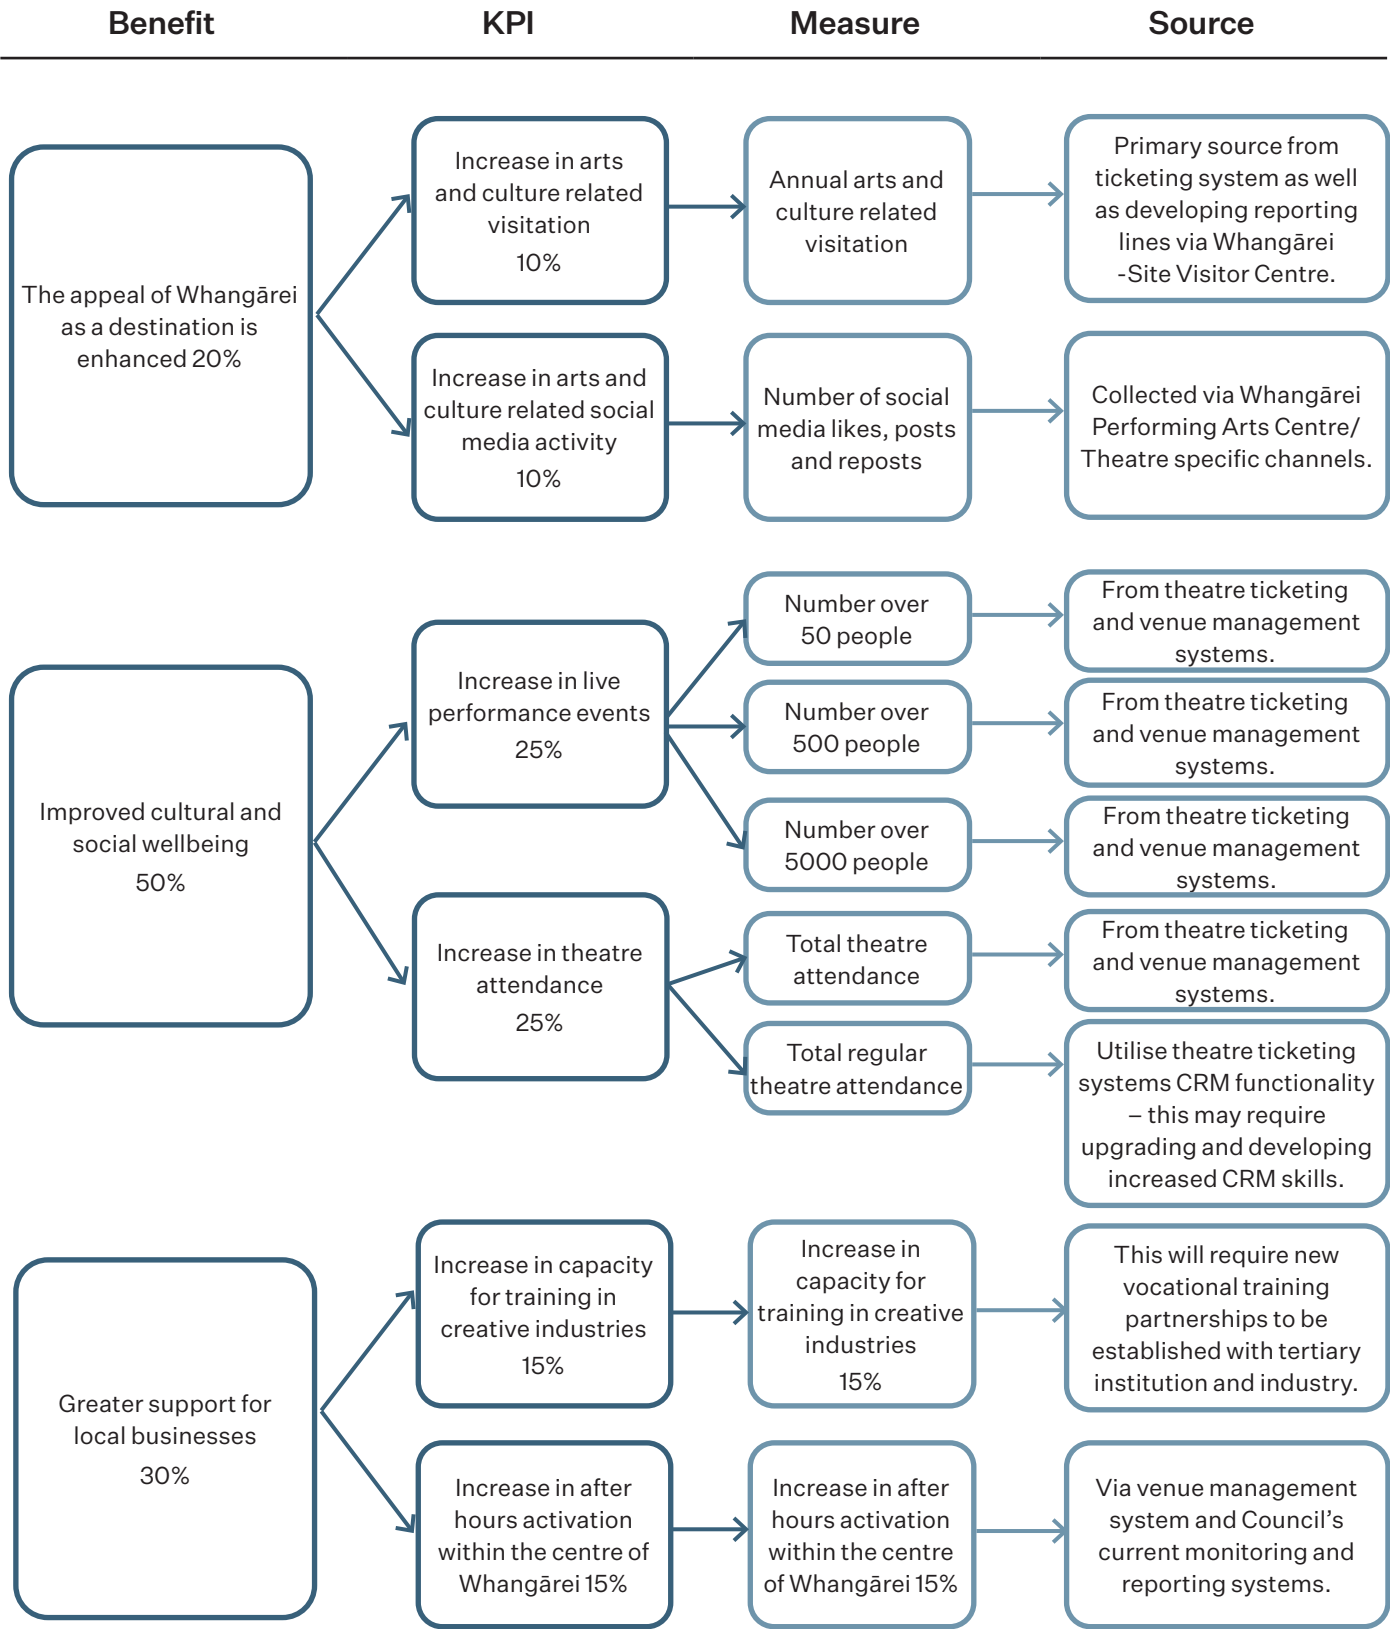 Benefit
KPI
Measure
Source
The appeal of Whangārei
as a destination is
enhanced 20%
Increase in arts
and culture related
visitation
10%
Annual arts and
culture related
visitation
Primary source from
ticketing system as well
as developing reporting
lines via Whangārei
-Site Visitor Centre.
Increase in arts and
culture related social
media activity
10%
Number of social
media likes, posts
and reposts
Collected via Whangārei
Performing Arts Centre/
Theatre specific channels.
Improved cultural and
social wellbeing
50%
Increase in live
performance events
25%
Number over
50 people
From theatre ticketing
and venue management
systems.
Number over
500 people
From theatre ticketing
and venue management
systems.
Number over
5000 people
From theatre ticketing
and venue management
systems.
Increase in theatre
attendance
25%
Total theatre
attendance
From theatre ticketing
and venue management
systems.
Total regular
theatre attendance
Utilise theatre ticketing
systems CRM functionality
– this may require
upgrading and developing
increased CRM skills.
Greater support for
local businesses
30%
Increase in capacity
for training in
creative industries
15%
Increase in
capacity for
training in creative
industries
15%
This will require new
vocational training
partnerships to be
established with tertiary
institution and industry.
Increase in after
hours activation
within the centre of
Whangārei 15%
Increase in after
hours activation
within the centre
of Whangārei 15%
Via venue management
system and Council’s
current monitoring and
reporting systems.